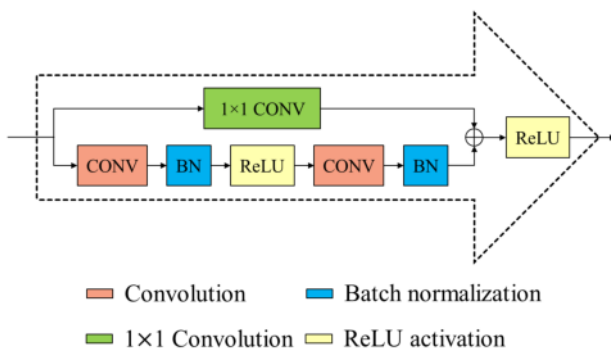 1×1 CONV
CONV BN ReLU CONV BN ReLU
Convolution Batch normalization
1×1 Convolution ReLU activation